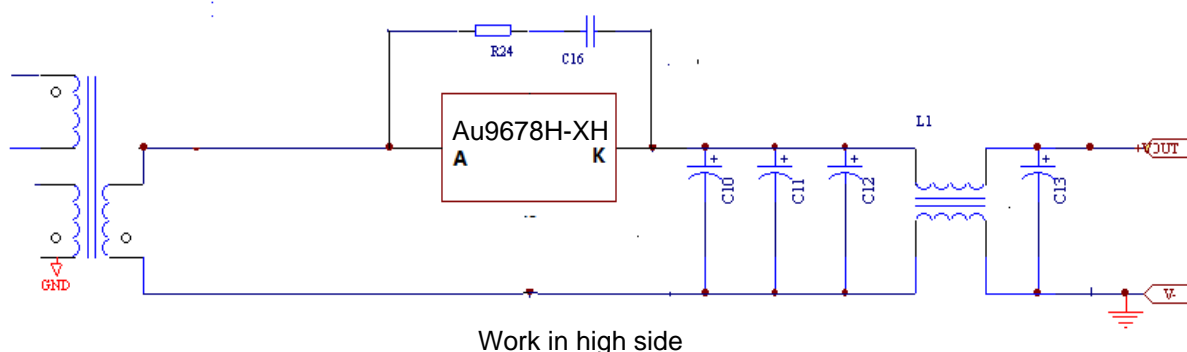 R24
C16
Au9678H-XH
A K
L1
+VOUT
C10
C11
C12
C13
GND
V-
Work in high side